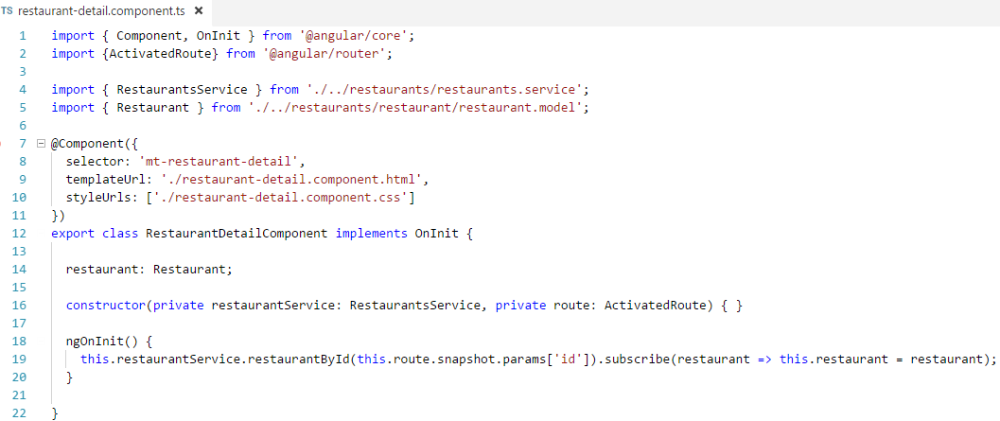 TS restaurant-detail.component.ts ×
1 import { Component, OnInit } from '@angular/core';
2 import {ActivatedRoute} from '@angular/router';
3
4 import { RestaurantsService } from './../restaurants/restaurants.service';
5 import { Restaurant } from './../restaurants/restaurant/restaurant.model';
6
7 @Component({
8   selector: 'mt-restaurant-detail',
9   templateUrl: './restaurant-detail.component.html',
10   styleUrls: ['./restaurant-detail.component.css']
11 })
12 export class RestaurantDetailComponent implements OnInit {
13
14   restaurant: Restaurant;
15
16   constructor(private restaurantService: RestaurantsService, private route: ActivatedRoute) { }
17
18   ngOnInit() {
19     this.restaurantService.restaurantById(this.route.snapshot.params['id']).subscribe(restaurant => this.restaurant = restaurant);
20   }
21
22 }